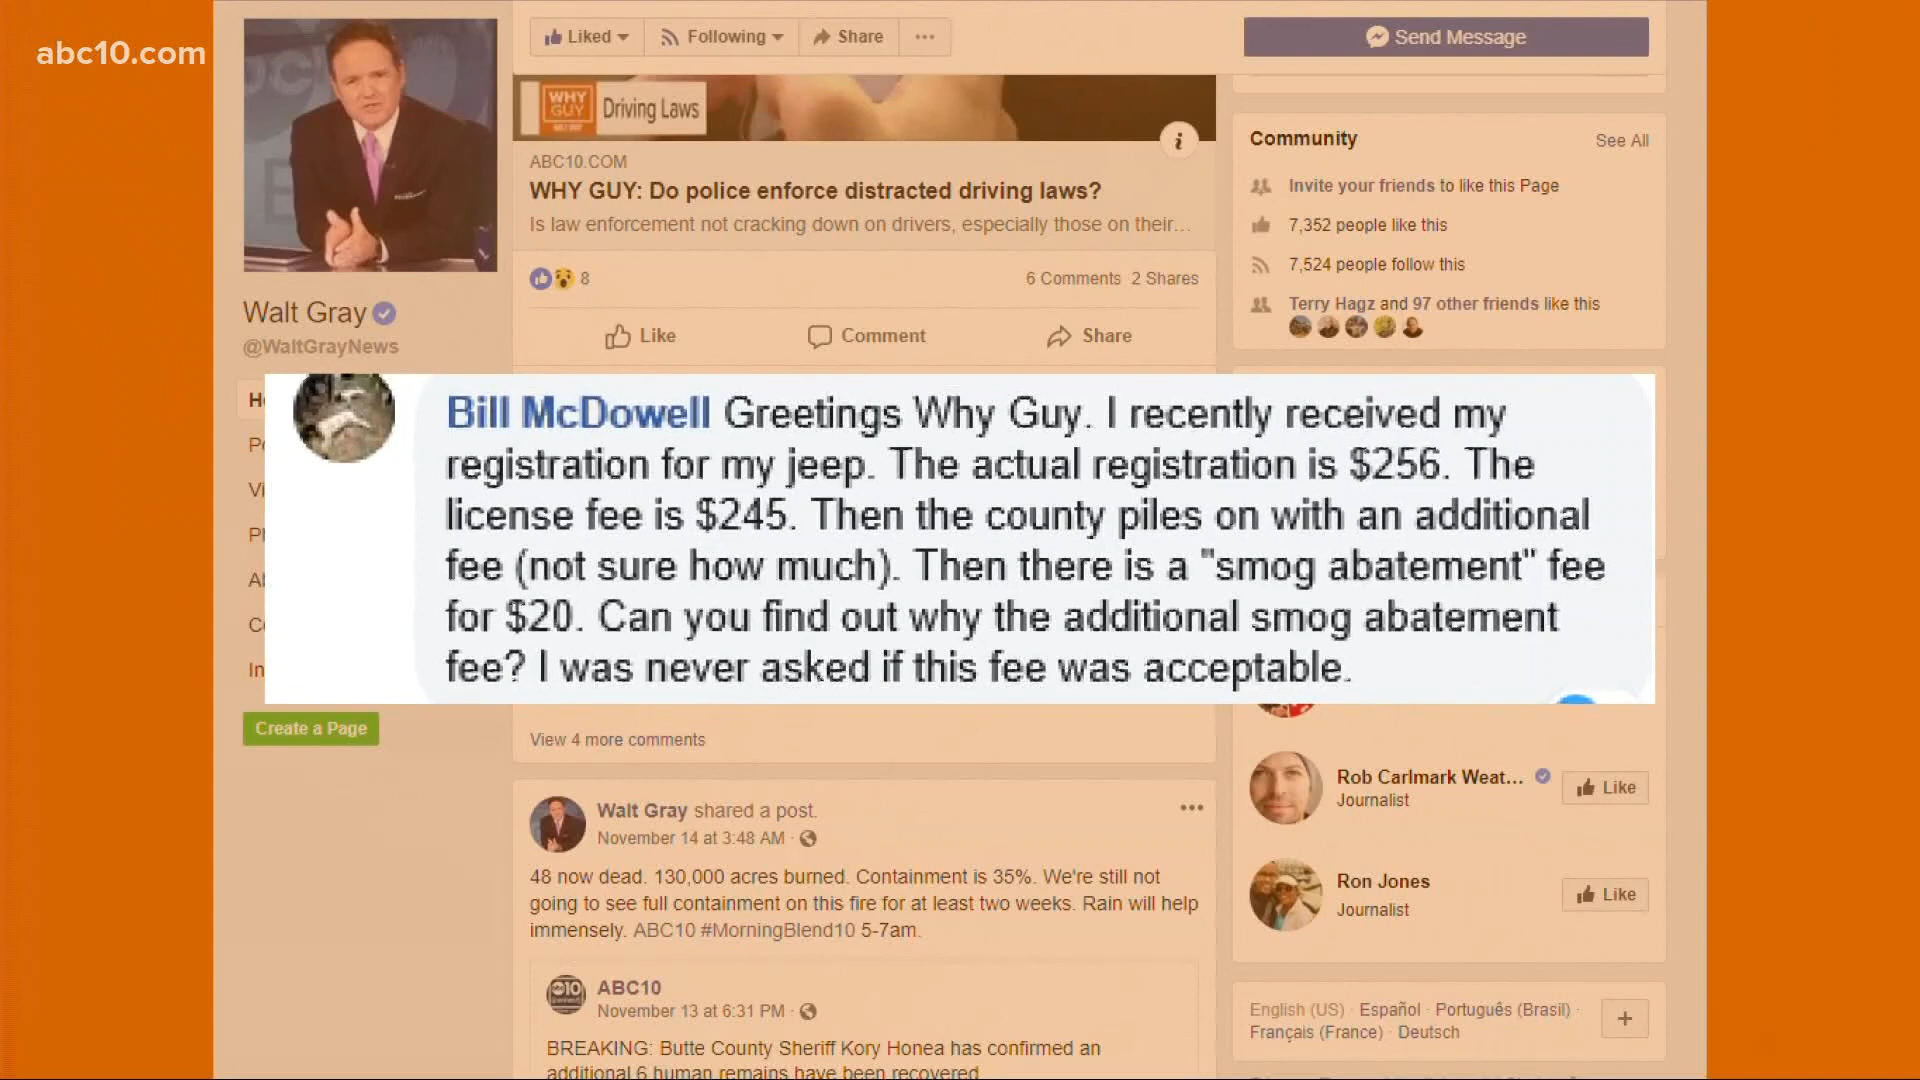 abc10.com
Liked
Following
Share
Send Message
WHY GUY
Driving Laws
ABC10.COM
WHY GUY: Do police enforce distracted driving laws?
Is law enforcement not cracking down on drivers, especially those on their...
8
6 Comments 2 Shares
Like
Comment
Share
Community
See All
Invite your friends to like this Page
7,352 people like this
7,524 people follow this
Terry Hagz and 97 other friends like this
Walt Gray
@WaltGrayNews
Bill McDowell Greetings Why Guy. I recently received my
registration for my jeep. The actual registration is $256. The
license fee is $245. Then the county piles on with an additional
fee (not sure how much). Then there is a "smog abatement" fee
for $20. Can you find out why the additional smog abatement
fee? I was never asked if this fee was acceptable.
Create a Page
View 4 more comments
Walt Gray shared a post.
November 14 at 3:48 AM ·
48 now dead. 130,000 acres burned. Containment is 35%. We're still not
going to see full containment on this fire for at least two weeks. Rain will help
immensely. ABC10 #MorningBlend10 5-7am.
ABC10
November 13 at 6:31 PM ·
BREAKING: Butte County Sheriff Kory Honea has confirmed an
additional 6 human remains have been recovered
Rob Carlmark Weat...
Journalist
Like
Ron Jones
Journalist
Like
English (US) · Español · Português (Brasil) ·
Français (France) · Deutsch